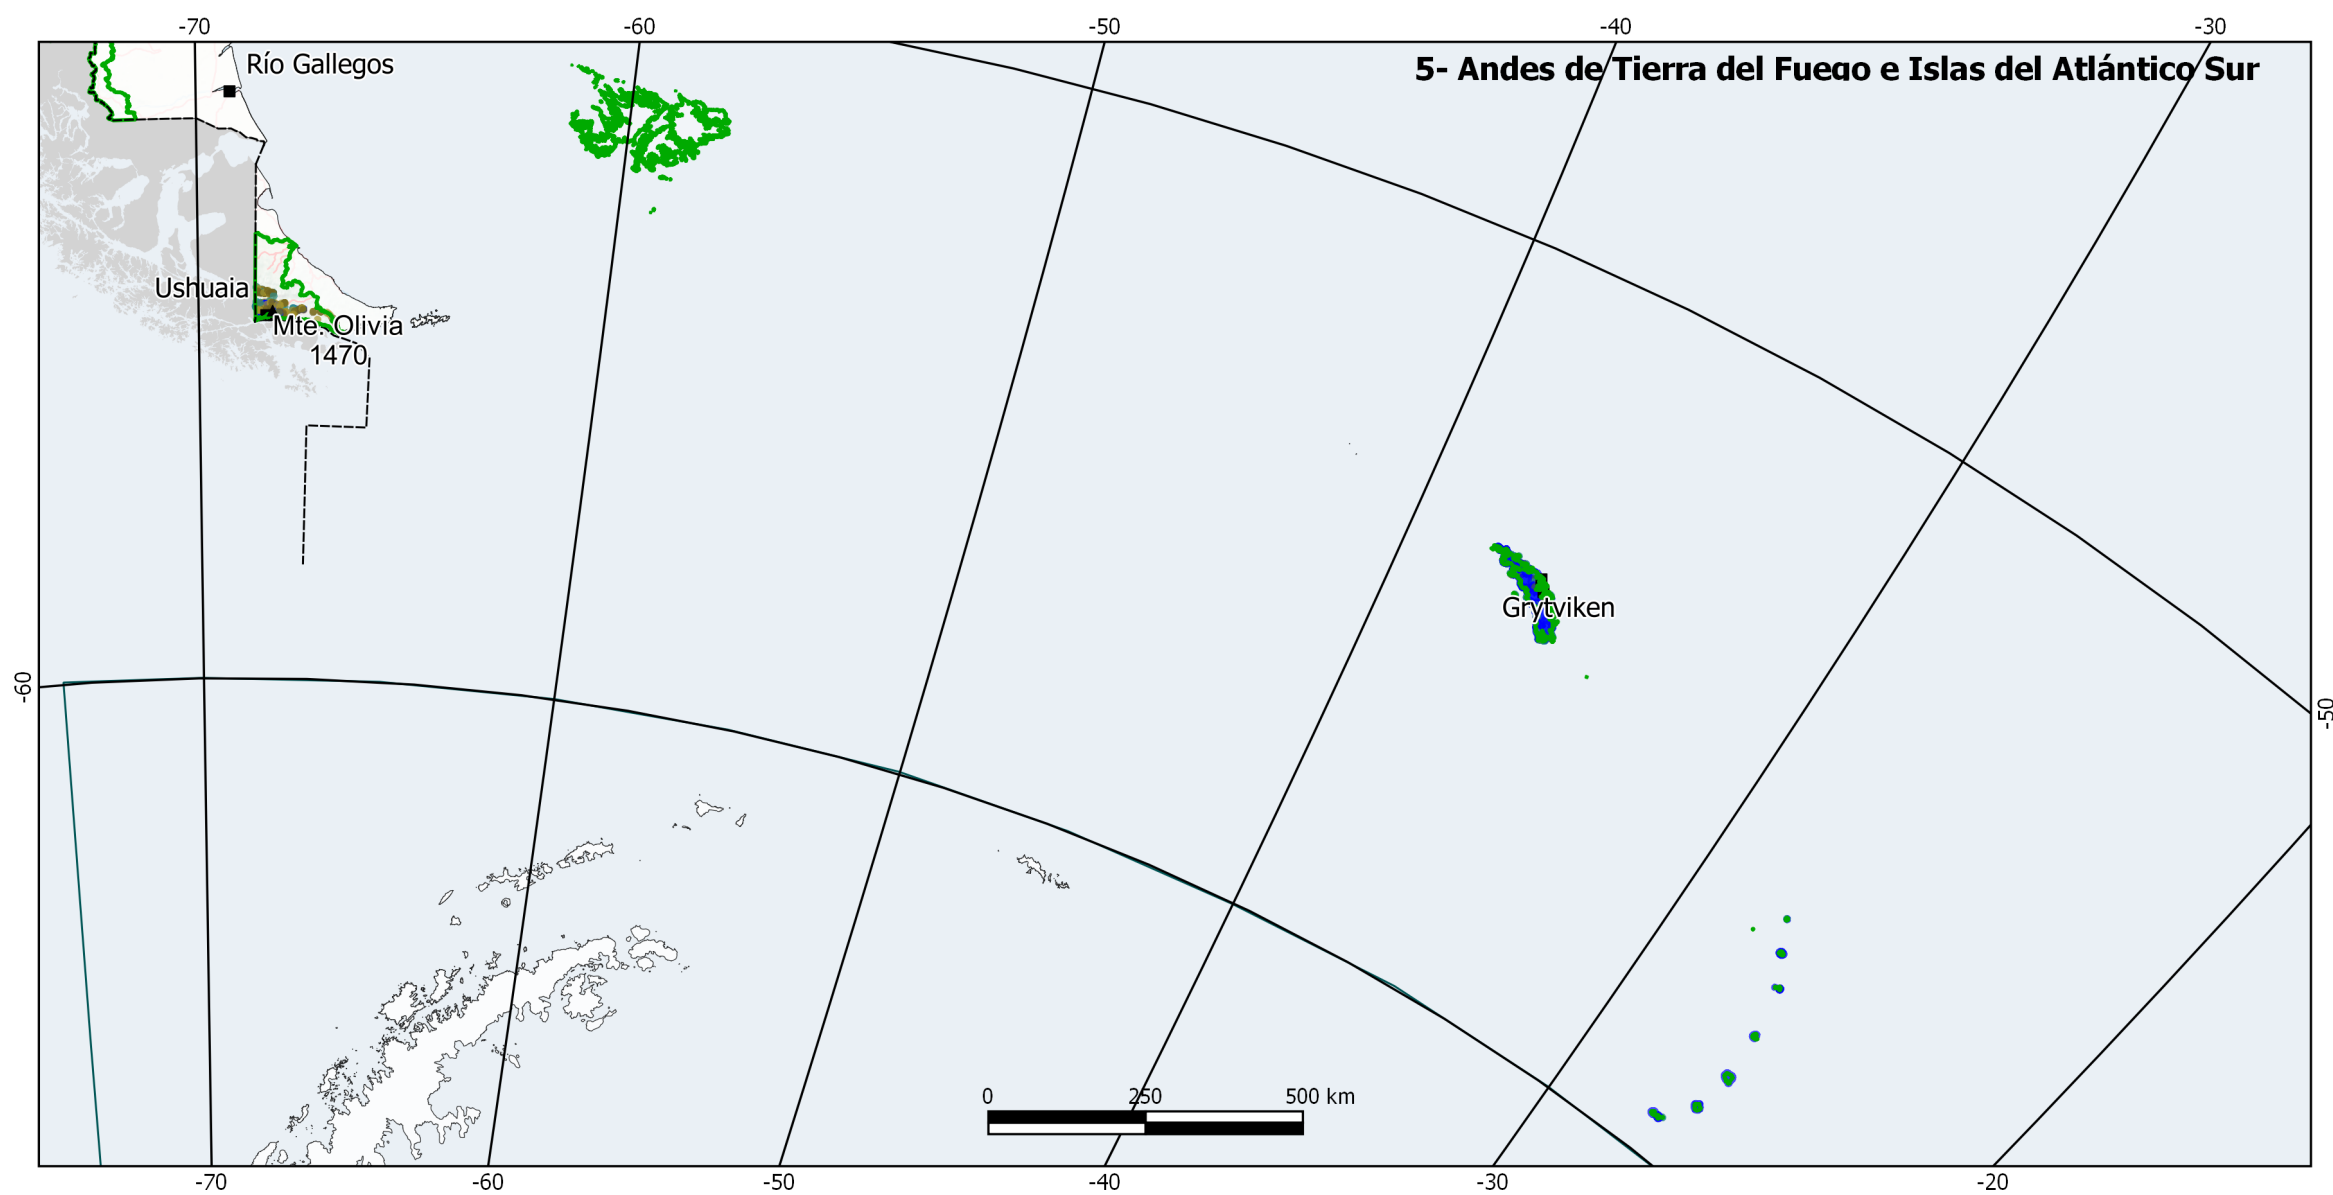 -70 -60 -50 -40 -30
5- Andes de Tierra del Fuego e Islas del Atlántico Sur
Río Gallegos
Ushuaia
Mte. Olivia
1470
Grytviken
-60
-50
0 250 500 km
-70 -60 -50 -40 -30 -20